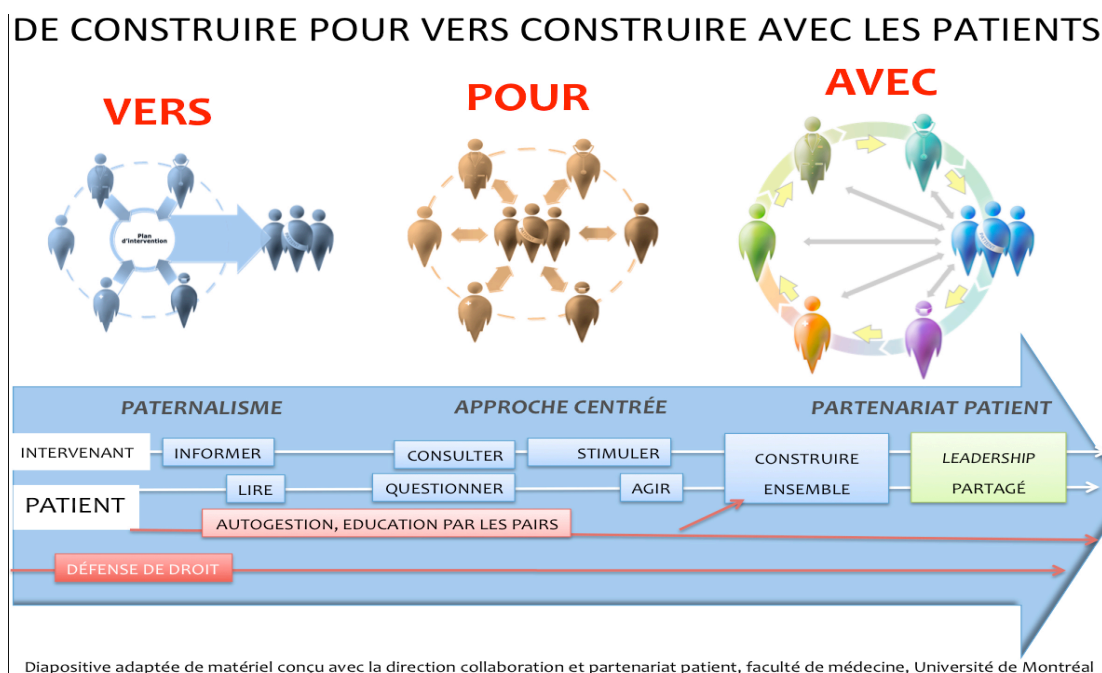 DE CONSTRUIRE POUR VERS CONSTRUIRE AVEC LES PATIENTS
VERS
POUR
AVEC
Plan
d'intervention
PATERNALISME
APPROCHE CENTRÉE
PARTENARIAT PATIENT
INTERVENANT
INFORMER
CONSULTER
STIMULER
CONSTRUIRE
ENSEMBLE
LEADERSHIP
PARTAGÉ
PATIENT
LIRE
QUESTIONNER
AGIR
AUTOGESTION, EDUCATION PAR LES PAIRS
DÉFENSE DE DROIT
Diapositive adaptée de matériel conçu avec la direction collaboration et partenariat patient, faculté de médecine, Université de Montréal